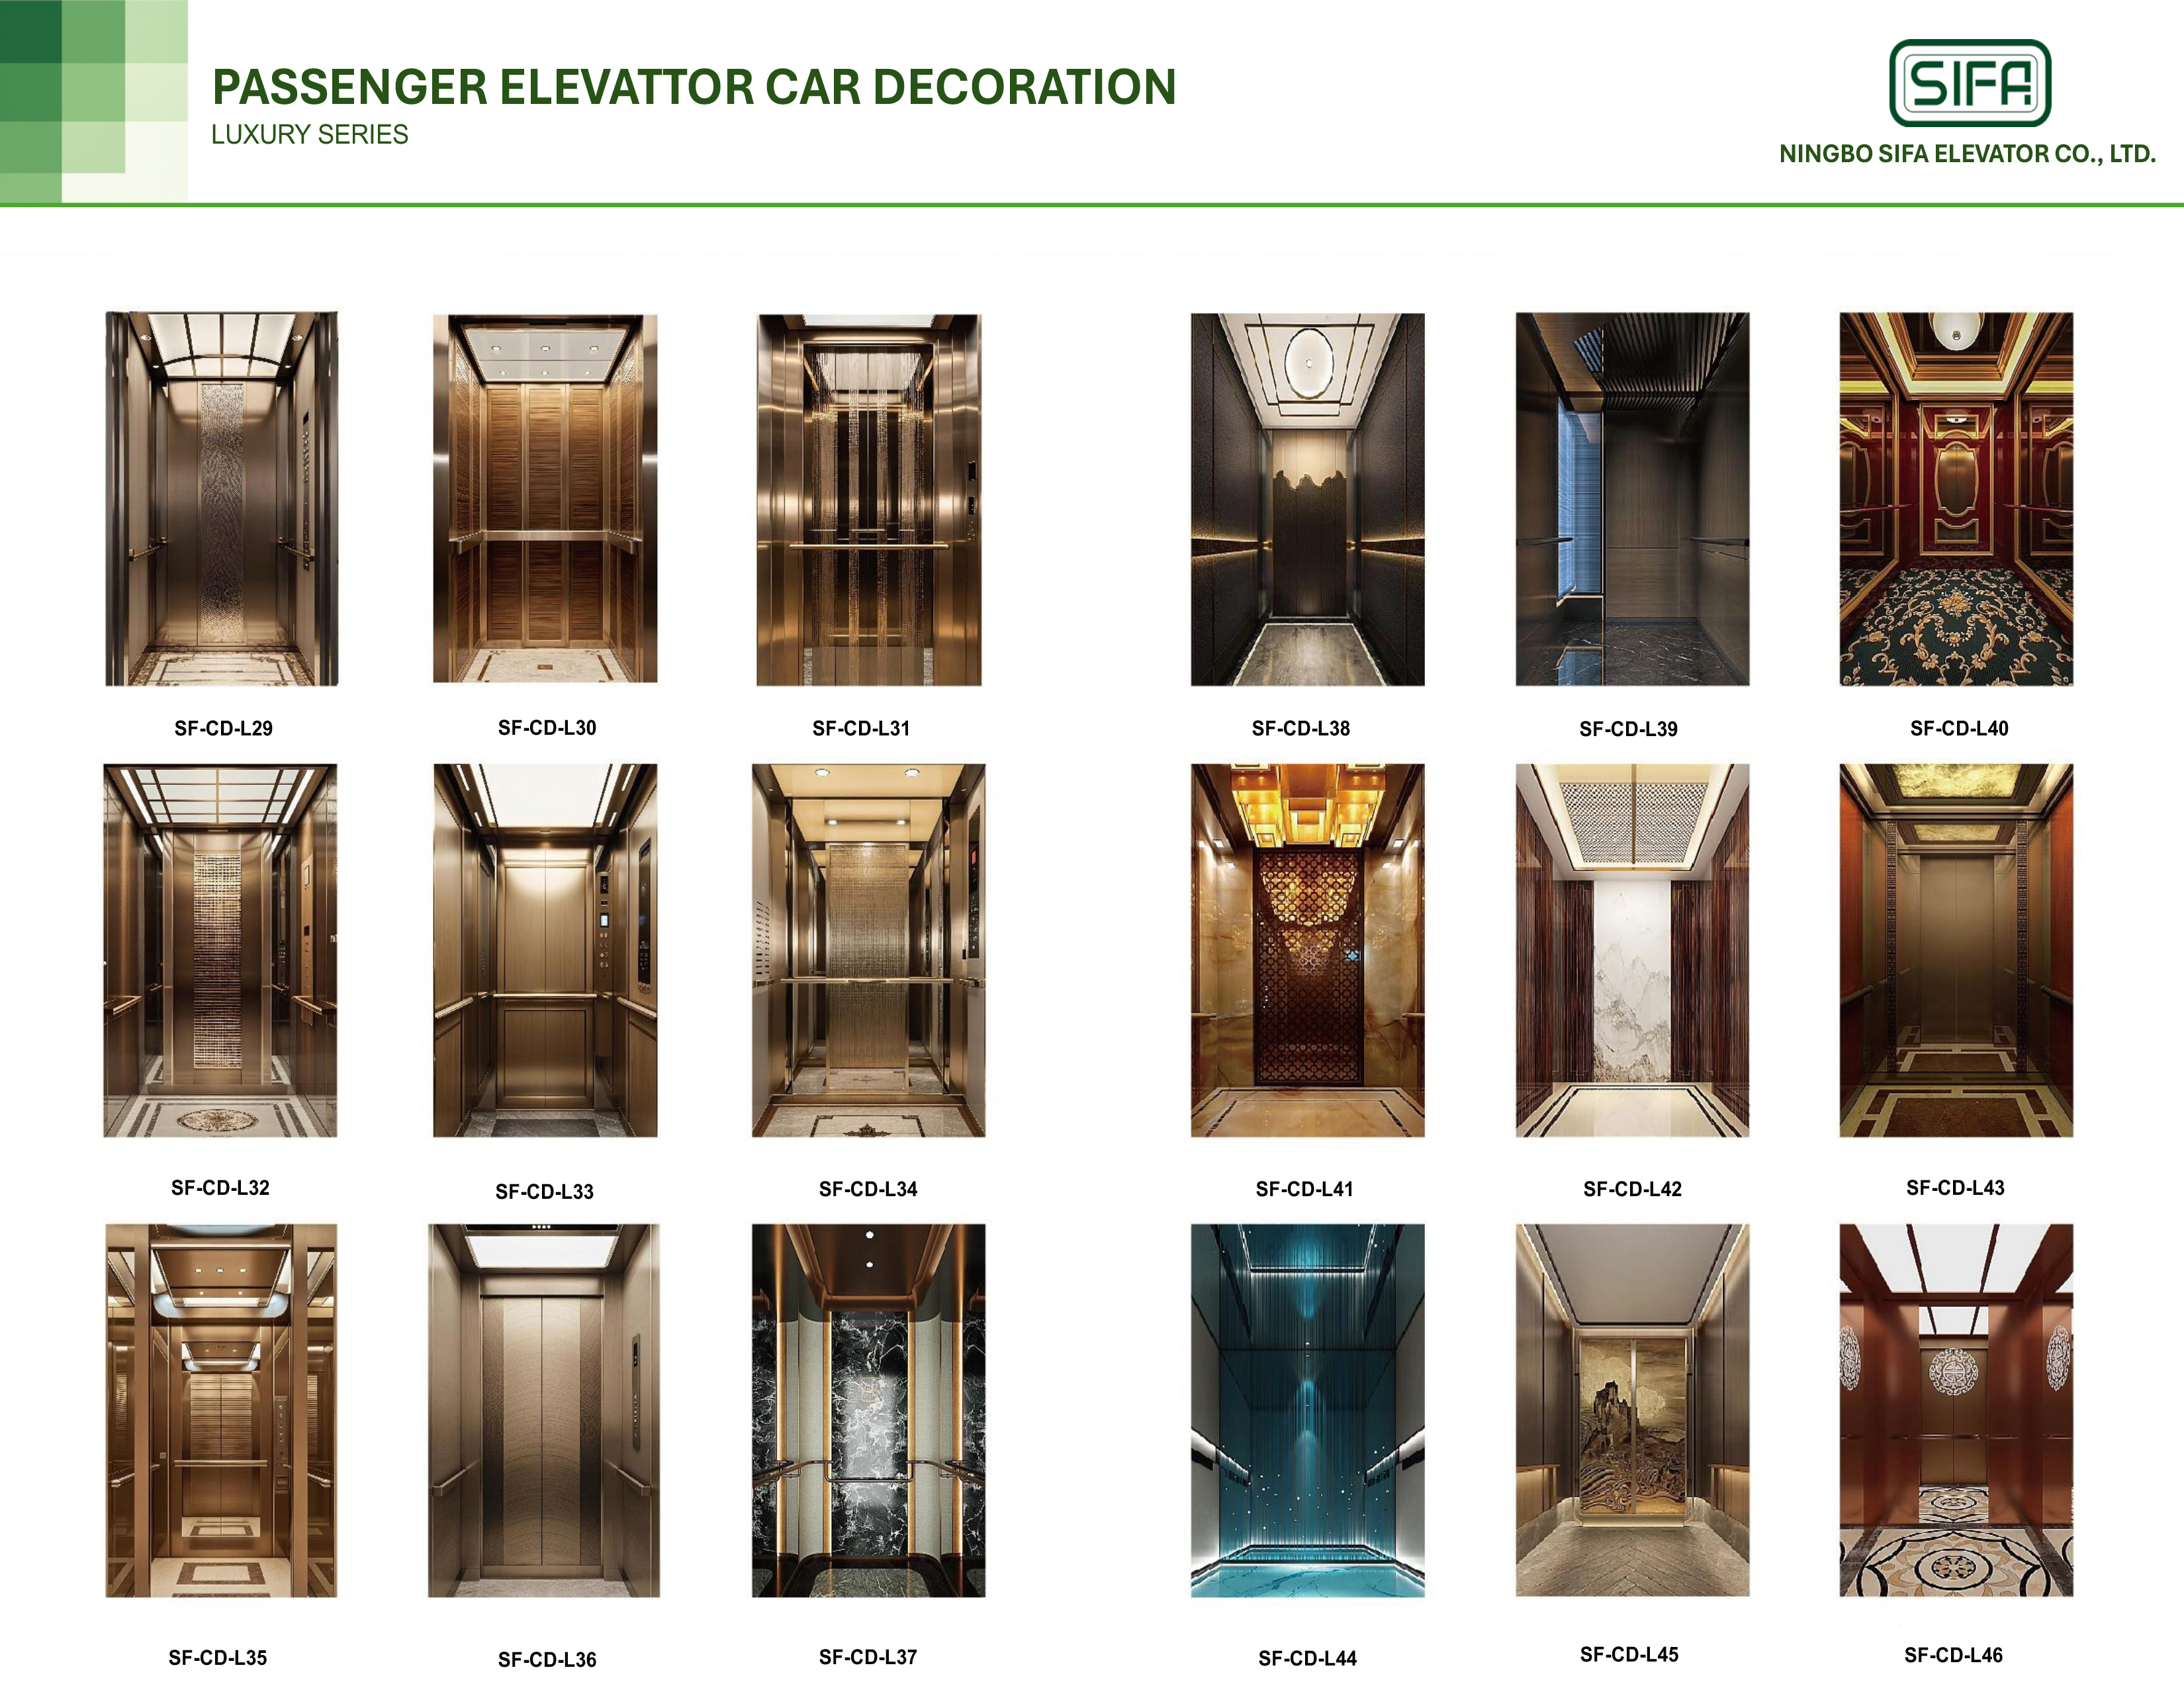 PASSENGER ELEVATTOR CAR DECORATION
LUXURY SERIES
SIFA
NINGBO SIFA ELEVATOR CO., LTD.
SF-CD-L29
SF-CD-L30
SF-CD-L31
SF-CD-L38
SF-CD-L39
SF-CD-L40
SF-CD-L32
SF-CD-L33
SF-CD-L34
SF-CD-L41
SF-CD-L42
SF-CD-L43
SF-CD-L35
SF-CD-L36
SF-CD-L37
SF-CD-L44
SF-CD-L45
SF-CD-L46